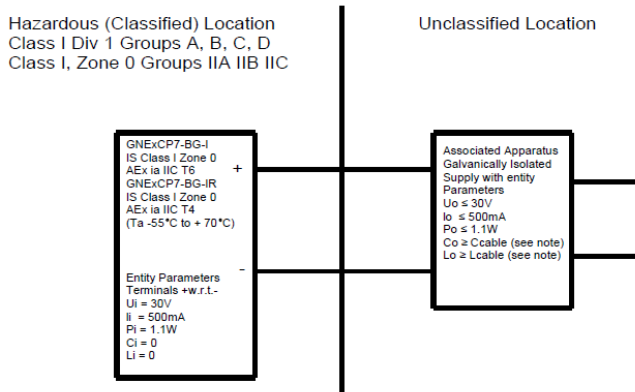 Hazardous (Classified) Location
Class I Div 1 Groups A, B, C, D
Class I, Zone 0 Groups IIA IIB IIC
Unclassified Location
GNExCP7-BG-I
IS Class I Zone 0
AEx ia IIC T6
GNExCP7-BG-IR
IS Class I Zone 0
AEx ia IIC T4
(Ta -55°C to + 70°C)
+
-
Entity Parameters
Terminals +w.r.t.-
Ui = 30V
Ii = 500mA
Pi = 1.1W
Ci = 0
Li = 0
Associated Apparatus
Galvanically Isolated
Supply with entity
Parameters
Uo ≤ 30V
Io ≤ 500mA
Po ≤ 1.1W
Co ≥ Ccable (see note)
Lo ≥ Lcable (see note)